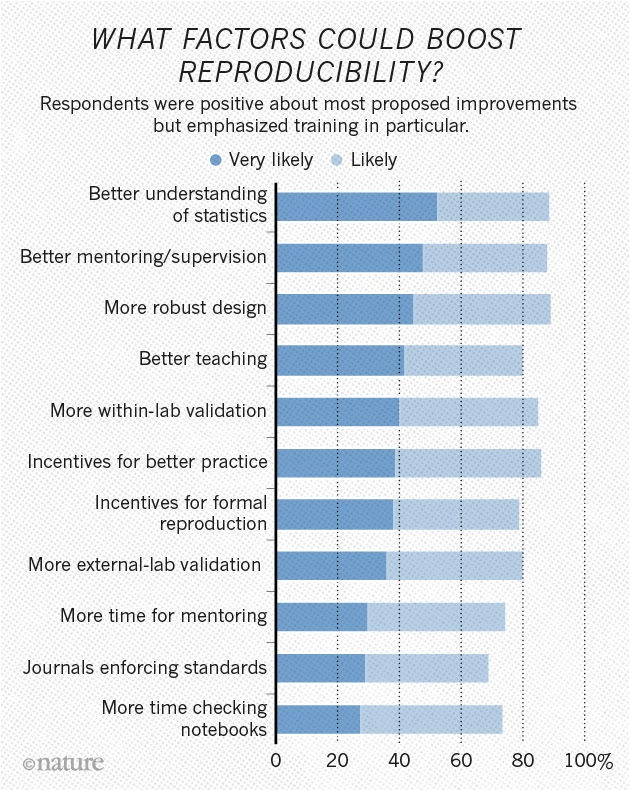 WHAT FACTORS COULD BOOST
REPRODUCIBILITY?
Respondents were positive about most proposed improvements
but emphasized training in particular.
Very likely Likely
Better understanding
of statistics
Better mentoring/supervision
More robust design
Better teaching
More within-lab validation
Incentives for better practice
Incentives for formal
reproduction
More external-lab validation
More time for mentoring
Journals enforcing standards
More time checking
notebooks
0 20 40 60 80 100%
©nature